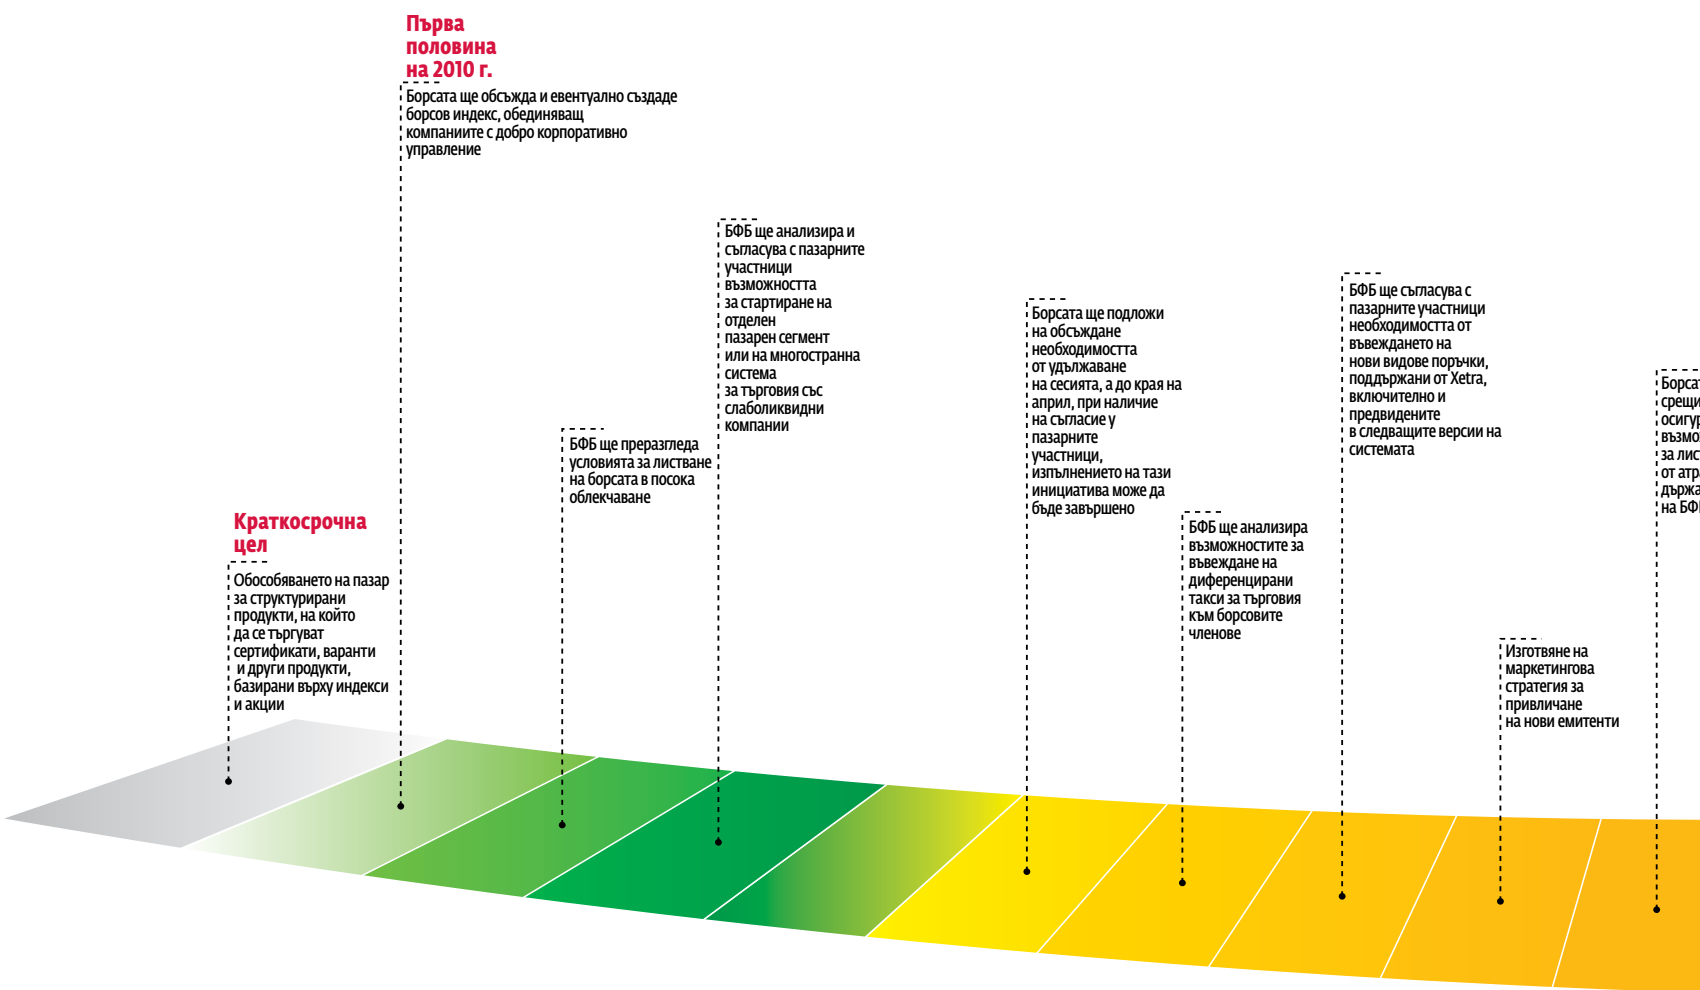 Първа
половина
на 2010 г.
Борсата ще обсъжда и евентуално създаде
борсов индекс, обединяващ
компаниите с добро корпоративно
управление
Краткосрочна
цел
Обособяването на пазар
за структурирани
продукти, на който
да се търгуват
сертификати, варанти
и други продукти,
базирани върху индекси
и акции
БФБ ще преразгледа
условията за листване
на борсата в посока
облекчаване
БФБ ще анализира и
съгласува с пазарните
участници
възможността
за стартиране на
отделен
пазарен сегмент
или на многостранна
система
за търговия със
слаболиквидни
компании
Борсата ще подложи
на обсъждане
необходимостта
от удължаване
на сесията, а до края на
април, при наличие
на съгласие у
пазарните
участници,
изпълнението на тази
инициатива може да
бъде завършено
БФБ ще анализира
възможностите за
въвеждане на
диференцирани
такси за търговия
към борсовите
членове
БФБ ще съгласува с
пазарните участници
необходимостта от
въвеждането на
нови видове поръчки,
поддържани от Xetra,
включително и
предвидените
в следващите версии на
системата
Изготвяне на
маркетингова
стратегия за
привличане
на нови емитенти
срещи
за
от
на